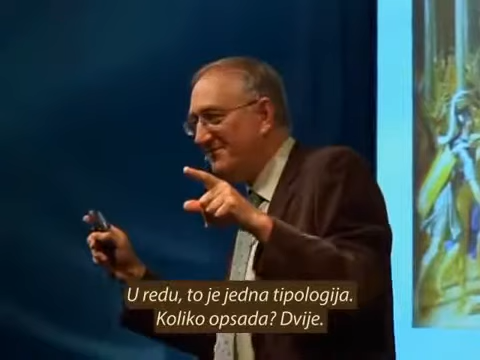 U redu, to je jedna tipologija.
Koliko opsada? Dvije.